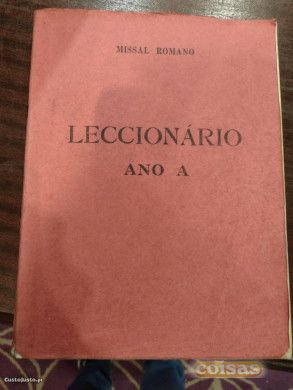 MISSAL ROMANO
LECCIONÁRIO
ANO A
CustoJusto.pt
coisas